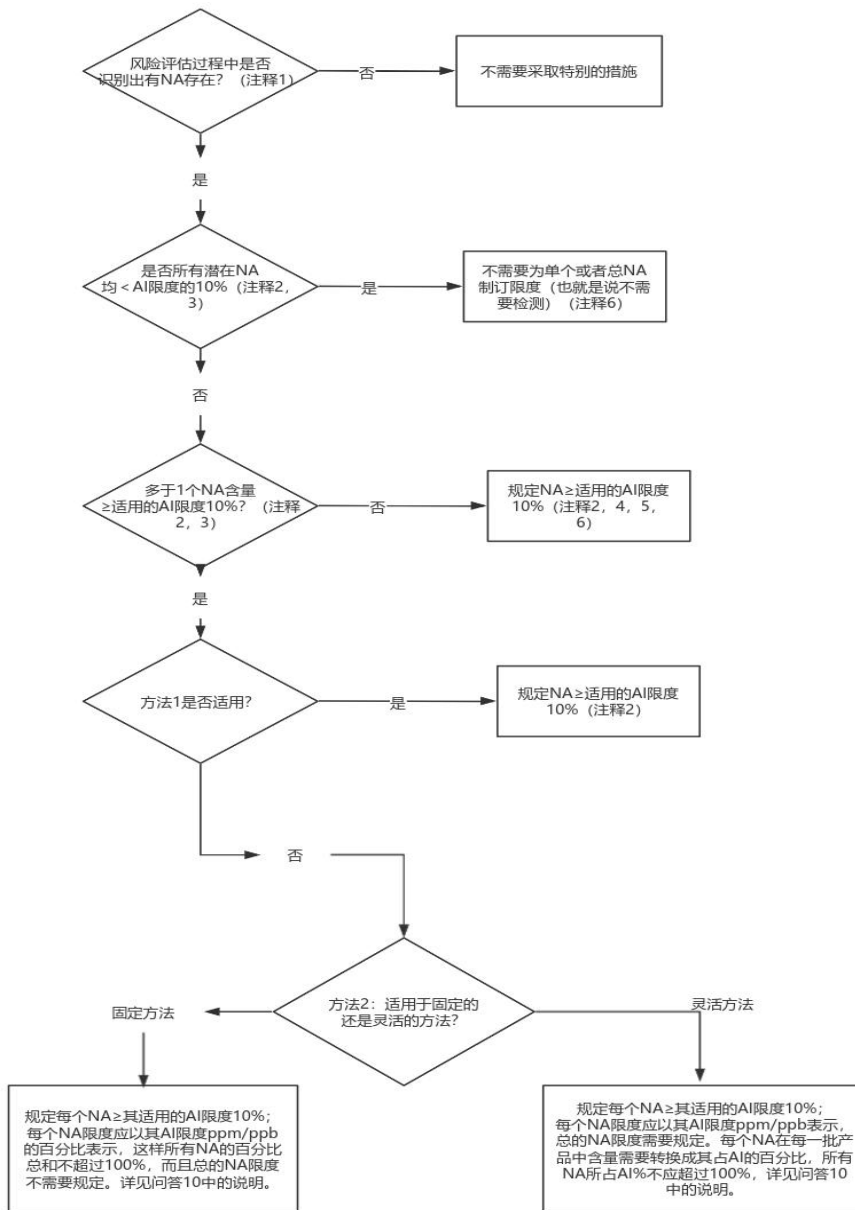 风险评估过程中是否
识别出有NA存在？（注释1）
否
不需要采取特别的措施
是
是否所有潜在NA
均＜AI限度的10%（注释2，
3）
是
不需要为单个或者总NA
制订限度（也就是说不需
要检测）（注释6）
否
多于1个NA含量
≥适用的AI限度10%？（注释
2，3）
否
规定NA≥适用的AI限度
10%（注释2，4，5，
6）
是
方法1是否适用？
是
规定NA≥适用的AI限度
10%（注释2）
否
方法2：适用于固定的
还是灵活的方法？
固定方法
灵活方法
规定每个NA≥其适用的AI限度10%；
每个NA限度应以其AI限度ppm/ppb
的百分比表示，这样所有NA的百分比
总和不超过100%，而且总的NA限度
不需要规定。详见问答10中的说明。
规定每个NA≥其适用的AI限度10%；
每个NA限度应以其AI限度ppm/ppb表示，
总的NA限度需要规定。每个NA在每一批产
品中含量需要转换成其占AI的百分比，所有
NA所占AI%不应超过100%，详见问答10
中的说明。